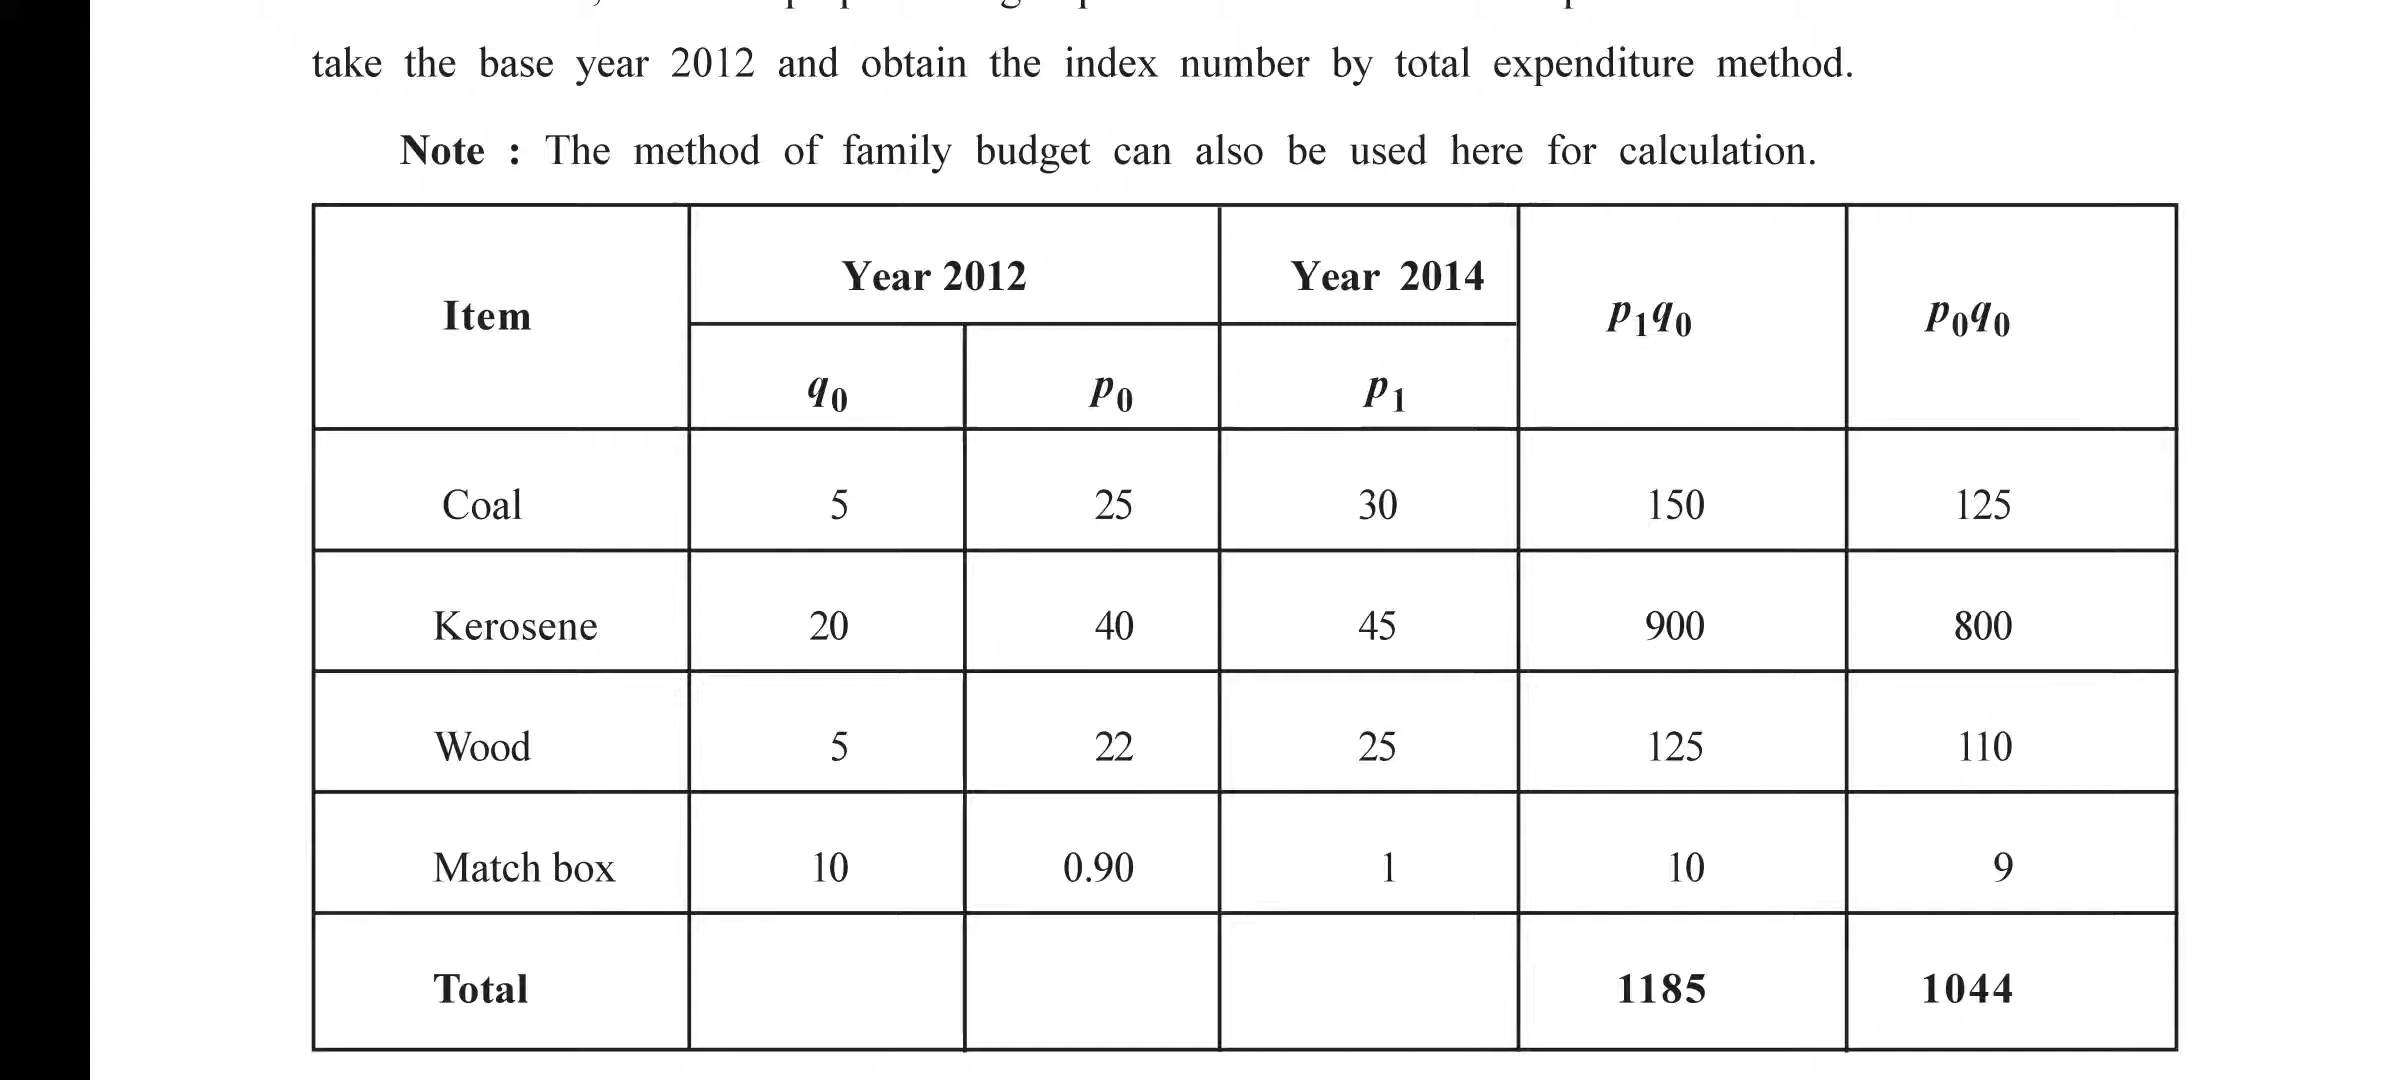 take the base year 2012 and obtain the index number by total expenditure method.
Note : The method of family budget can also be used here for calculation.
Item Year 2012 Year 2014 p₁q₀ p₀q₀
q₀ p₀ p₁
Coal 5 25 30 150 125
Kerosene 20 40 45 900 800
Wood 5 22 25 125 110
Match box 10 0.90 1 10 9
Total 1185 1044